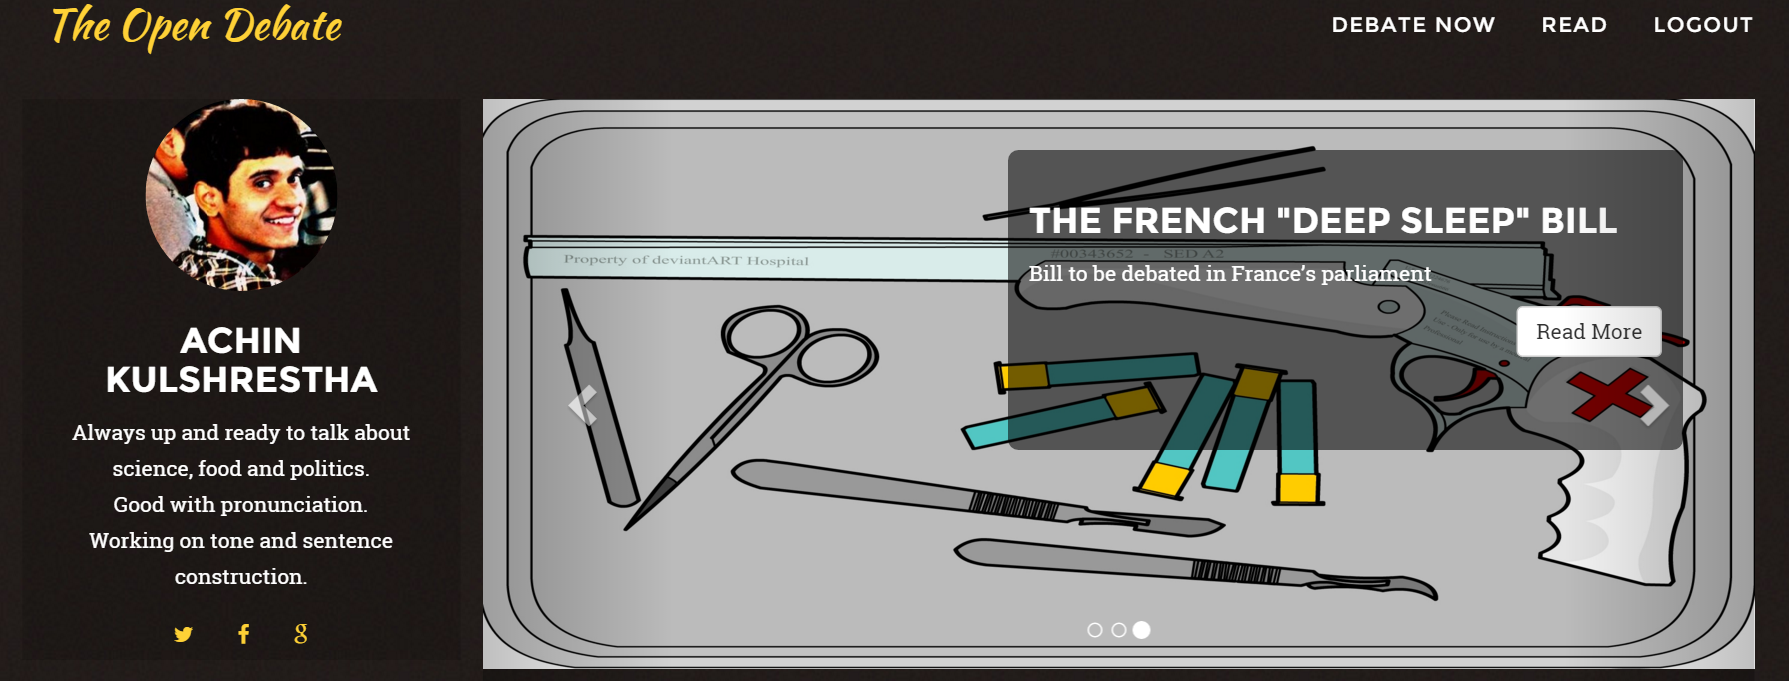 The Open Debate
DEBATE NOW READ LOGOUT
ACHIN
KULSHRESTHA
Always up and ready to talk about
science, food and politics.
Good with pronunciation.
Working on tone and sentence
construction.
Property of deviantART Hospital
#00343652 - SED A2
THE FRENCH "DEEP SLEEP" BILL
Bill to be debated in France's parliament
Read More